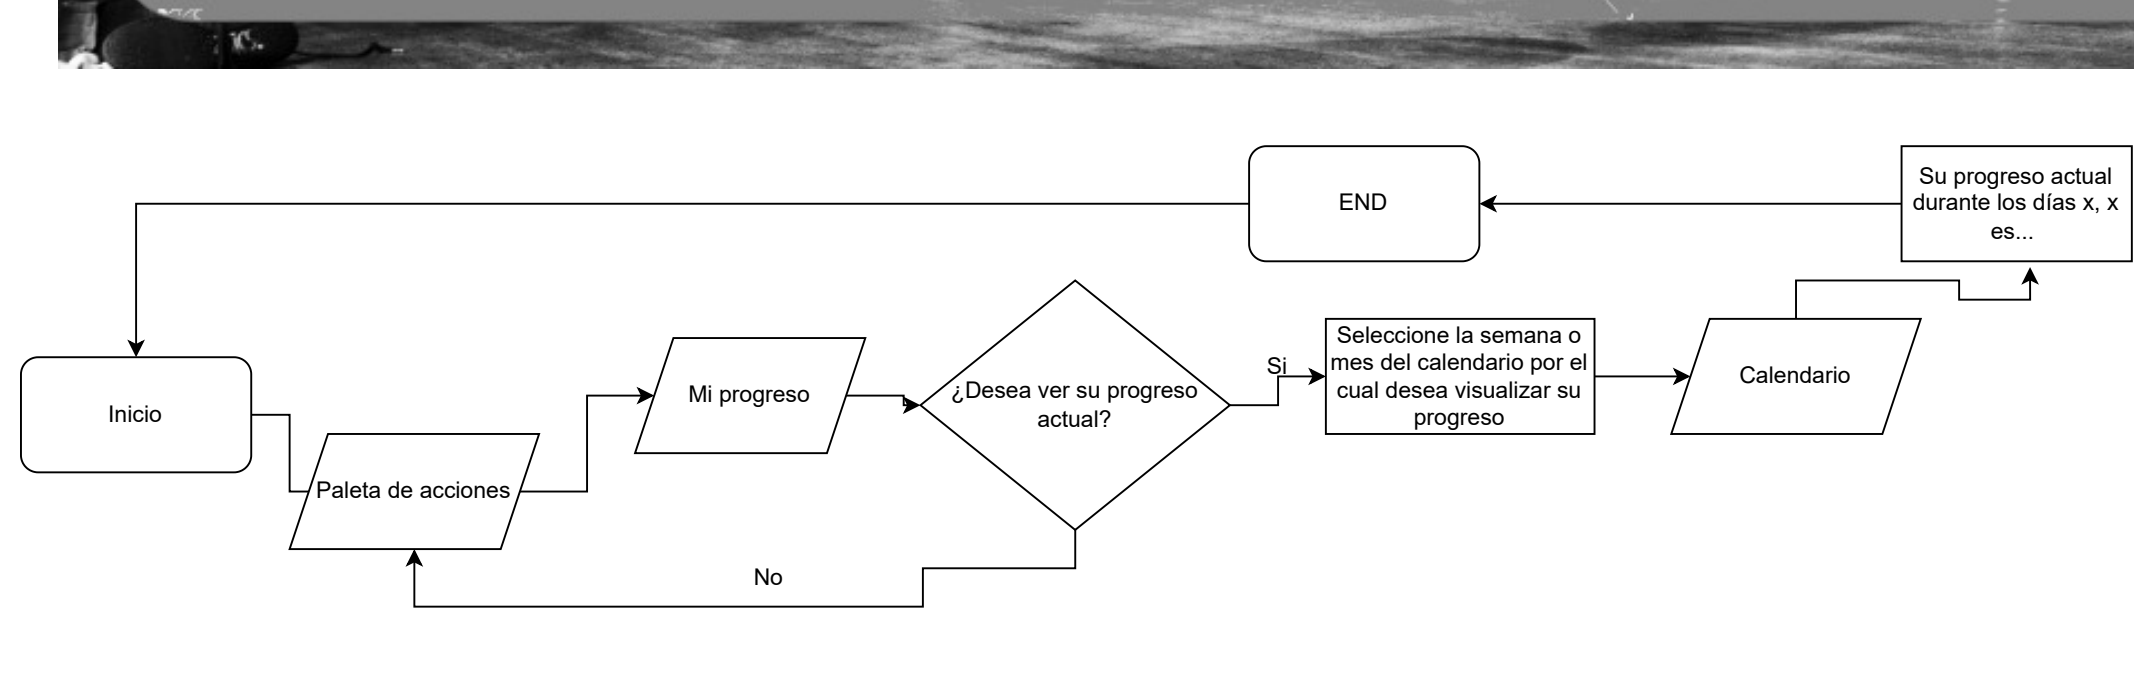 END
Su progreso actual
durante los días x, x
es...
Inicio
Paleta de acciones
Mi progreso
¿Desea ver su progreso
actual?
Si
Seleccione la semana o
mes del calendario por el
cual desea visualizar su
progreso
Calendario
No